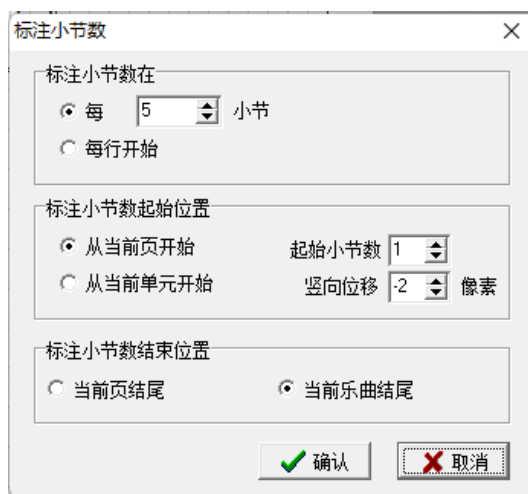 标注小节数
标注小节数在
每 5 小节
每行开始
标注小节数起始位置
从当前页开始 起始小节数 1
从当前单元开始 竖向位移 -2 像素
标注小节数结束位置
当前页结尾 当前乐曲结尾
确认 取消